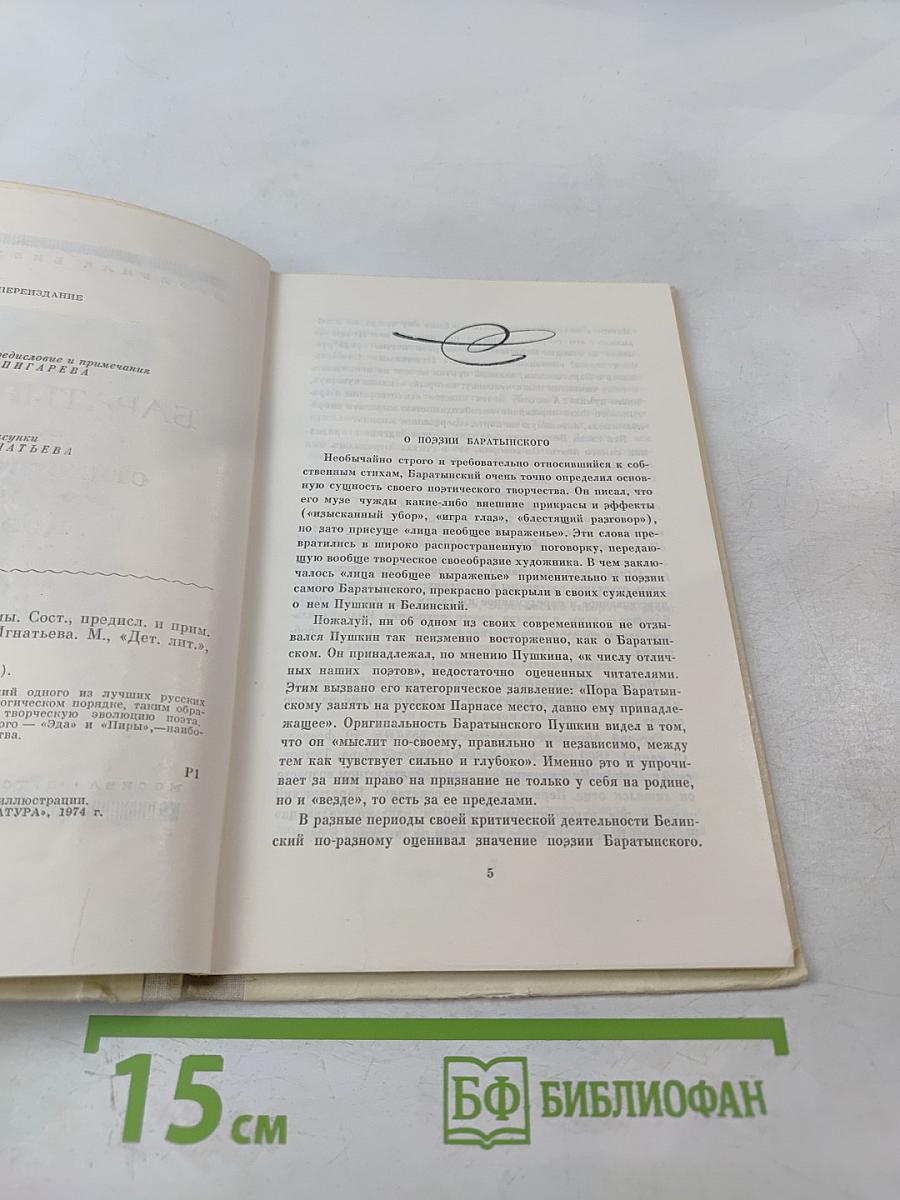 ПЕРЕИЗДАНИЕ
редисловие и примечания
ПИГАРЕВА
сунки
НАТЬЕВА
мы. Сост., предисл. и прим.
Игнатьева. М., «Дет. лит.»,
).
ий одного из лучших русских
логическом порядке, таким обра-
творческую эволюцию поэта.
ого — «Эда» и «Пиры»,—наибо-
ства.
Р1
иллюстрации.
АТУРА», 1974 г.
О ПОЭЗИИ БАРАТЫНСКОГО
Необычайно строго и требовательно относившийся к соб-
ственным стихам, Баратынский очень точно определил основ-
ную сущность своего поэтического творчества. Он писал, что
его музе чужды какие-либо внешние прикрасы и эффекты
(«изысканный убор», «игра глаз», «блестящий разговор»),
но зато присуще «лица необщее выраженье». Эти слова пре-
вратились в широко распространенную поговорку, передаю-
щую вообще творческое своеобразие художника. В чем заклю-
чалось «лица необщее выраженье» применительно к поэзии
самого Баратынского, прекрасно раскрыли в своих суждениях
о нем Пушкин и Белинский.
Пожалуй, ни об одном из своих современников не отзы-
вался Пушкин так неизменно восторженно, как о Баратын-
ском. Он принадлежал, по мнению Пушкина, «к числу отлич-
ных наших поэтов», недостаточно оцененных читателями.
Этим вызвано его категорическое заявление: «Пора Баратын-
скому занять на русском Парнасе место, давно ему принадле-
жащее». Оригинальность Баратынского Пушкин видел в том,
что он «мыслит по-своему, правильно и независимо, между
тем как чувствует сильно и глубоко». Именно это и упрочи-
вает за ним право на признание не только у себя на родине,
но и «везде», то есть за ее пределами.
В разные периоды своей критической деятельности Белин-
ский по-разному оценивал значение поэзии Баратынского.
5
15 см
БФ БИБЛИОФАН